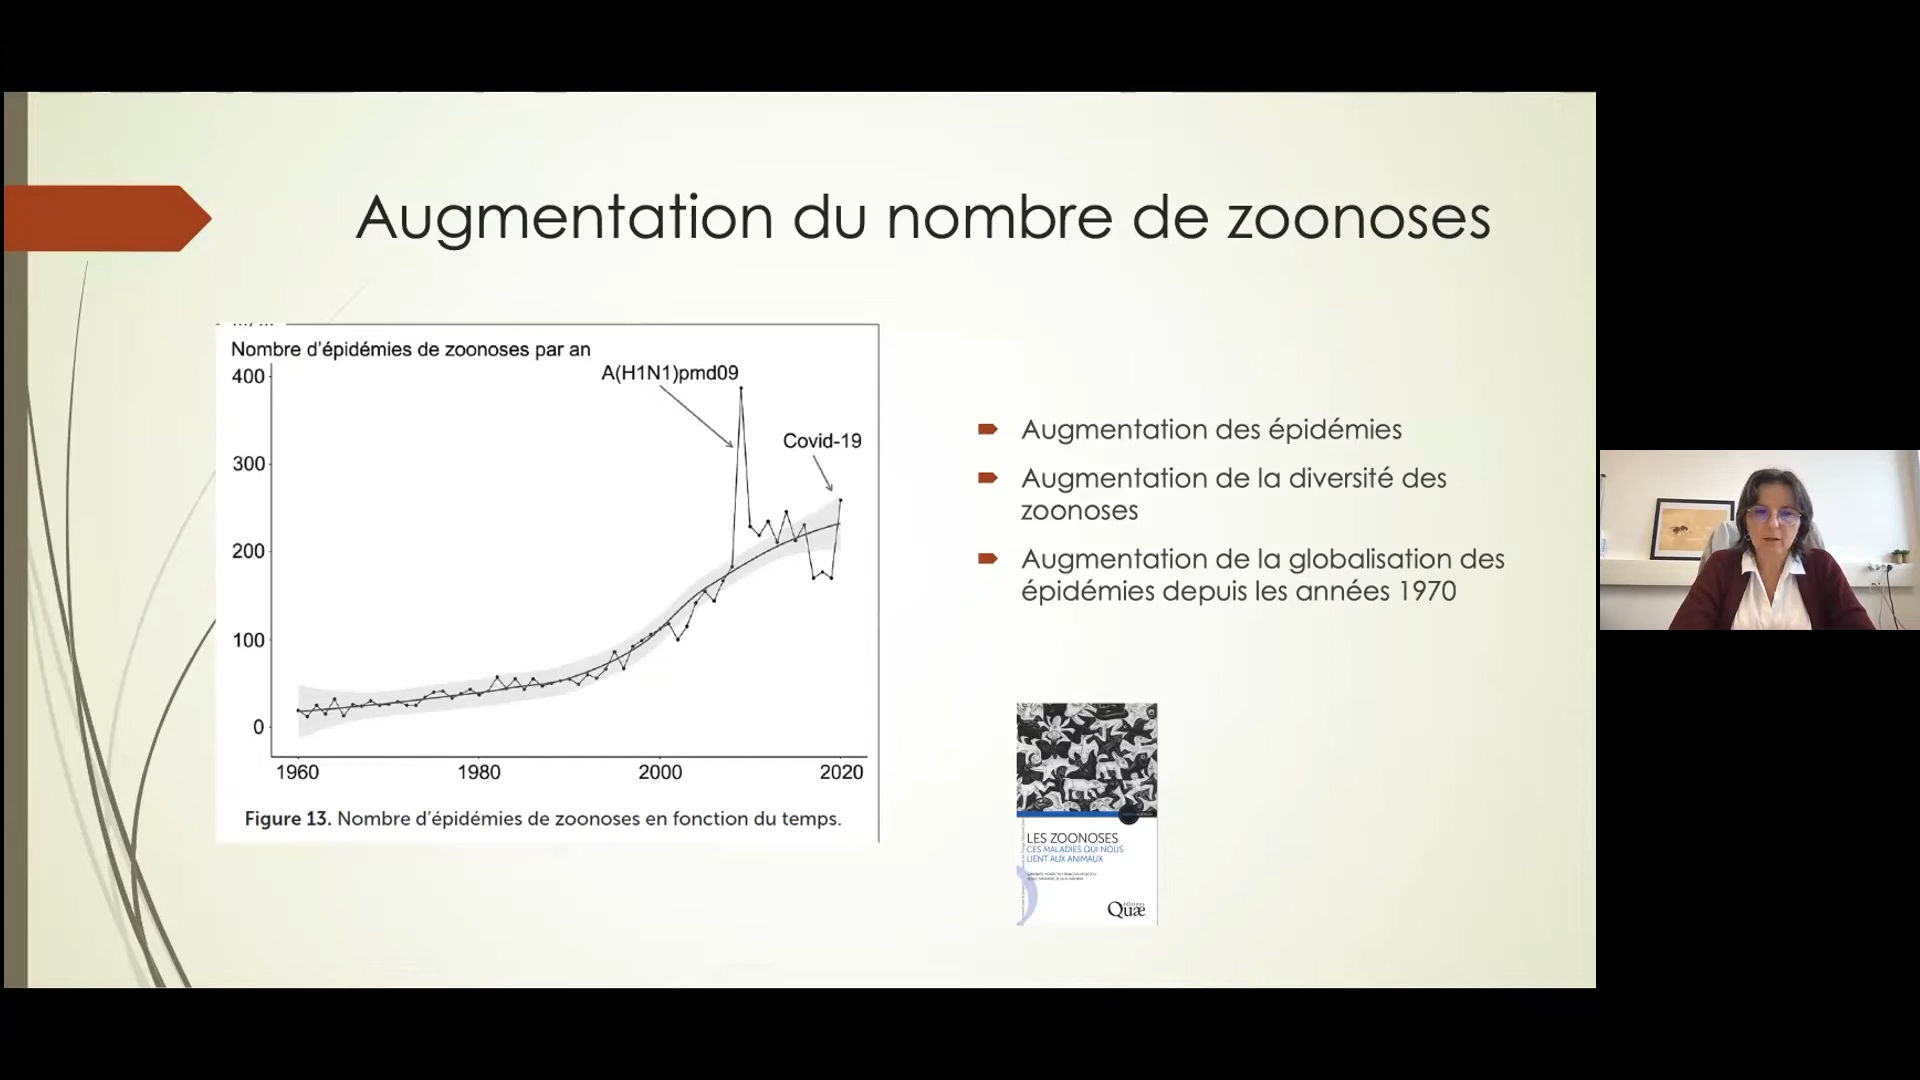 Augmentation du nombre de zoonoses
Nombre d'épidémies de zoonoses par an
400
300
200
100
0
A(H1N1)pmd09
Covid-19
1960
1980
2000
2020
Figure 13. Nombre d'épidémies de zoonoses en fonction du temps.
Augmentation des épidémies
Augmentation de la diversité des
zoonoses
Augmentation de la globalisation des
épidémies depuis les années 1970
LES ZOONOSES
CES MALADIES QUI NOUS
LIENT AUX ANIMAUX
éditions
Quæ